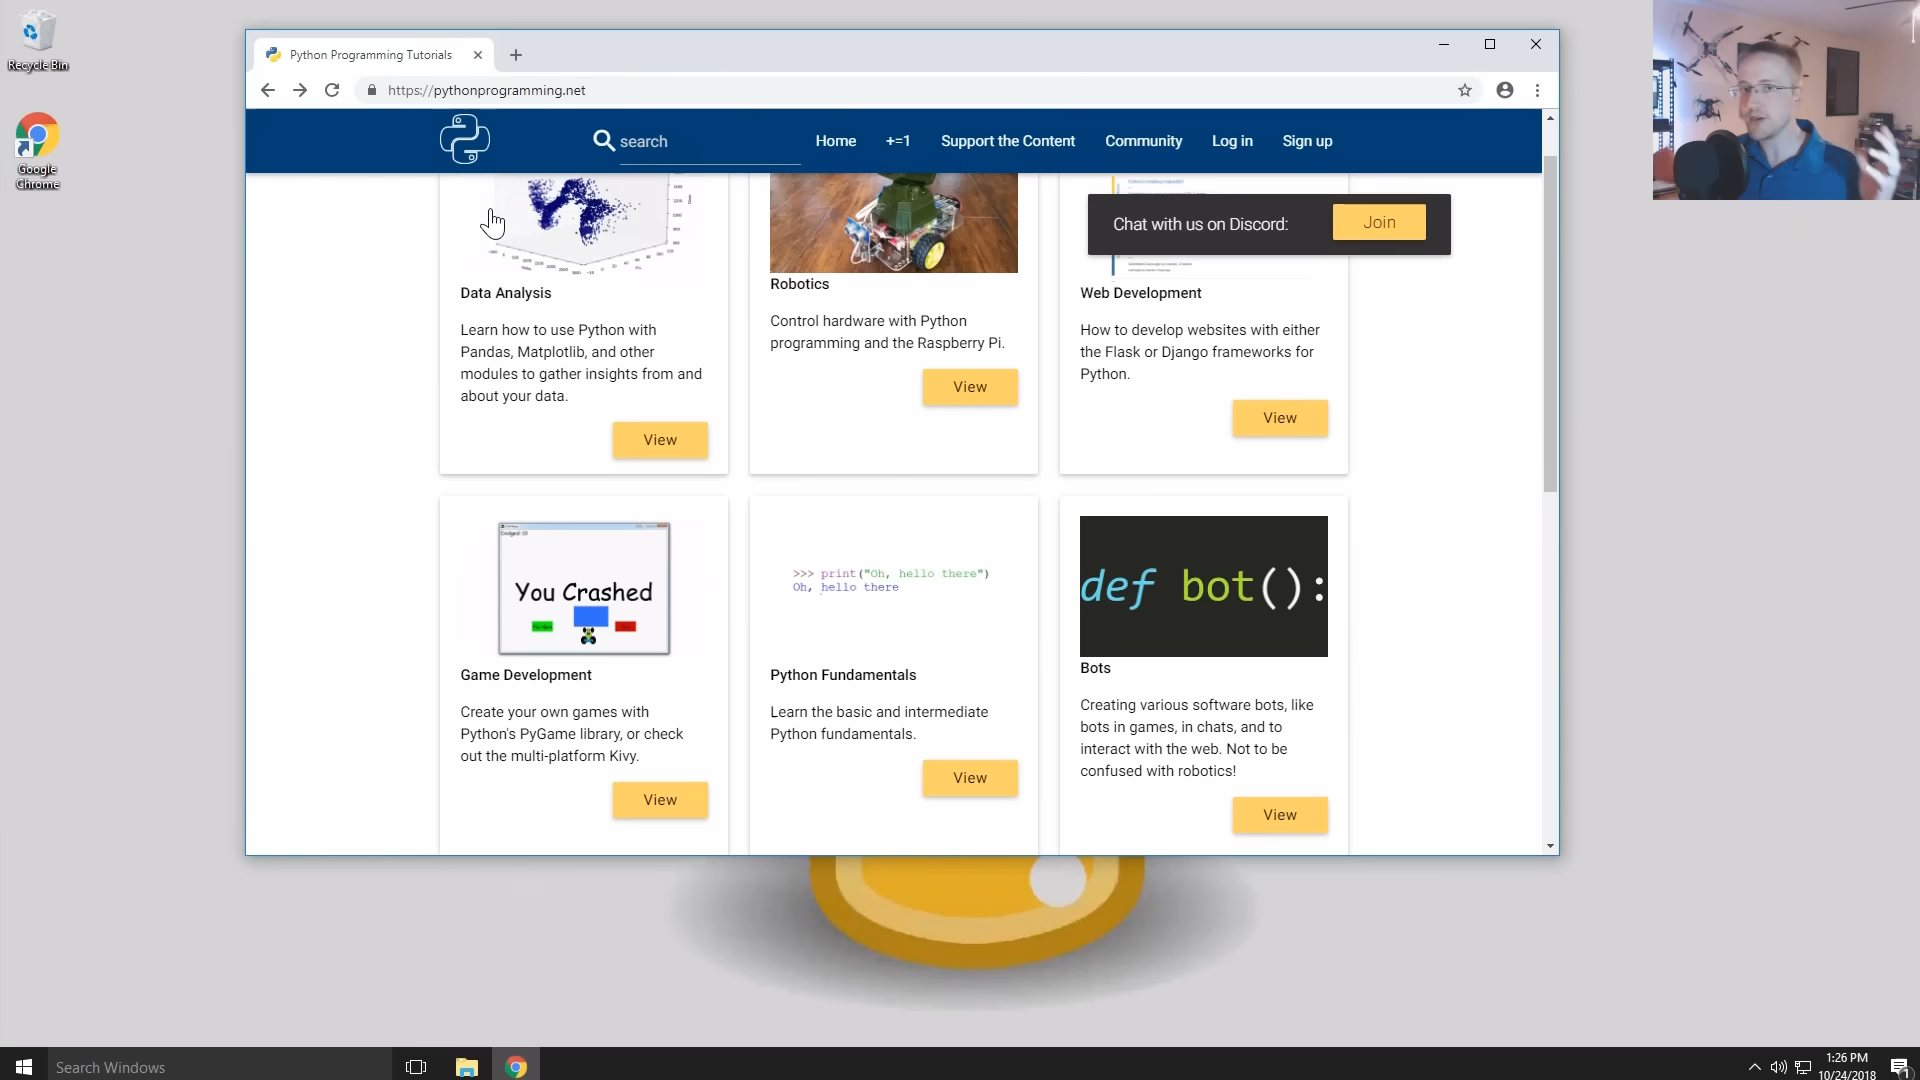 Recycle Bin
Google
Chrome
Python Programming Tutorials
https://pythonprogramming.net
search
Home
+=1
Support the Content
Community
Log in
Sign up
Chat with us on Discord:
Join
Data Analysis
Learn how to use Python with
Pandas, Matplotlib, and other
modules to gather insights from and
about your data.
View
Robotics
Control hardware with Python
programming and the Raspberry Pi.
View
Web Development
How to develop websites with either
the Flask or Django frameworks for
Python.
View
You Crashed
Game Development
Create your own games with
Python's PyGame library, or check
out the multi-platform Kivy.
View
>>> print("Oh, hello there")
Oh, hello there
Python Fundamentals
Learn the basic and intermediate
Python fundamentals.
View
def bot():
Bots
Creating various software bots, like
bots in games, in chats, and to
interact with the web. Not to be
confused with robotics!
View
Search Windows
1:26 PM
10/24/2018